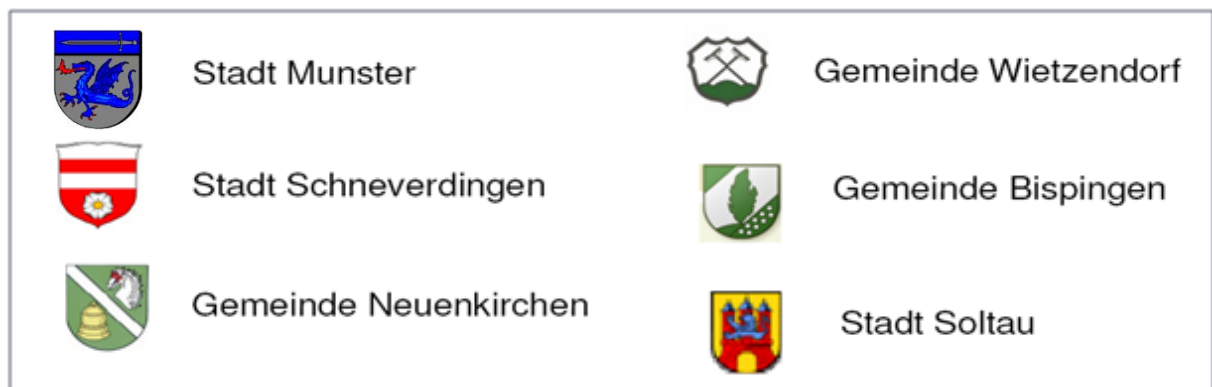 Stadt Munster
Gemeinde Wietzendorf
Stadt Schneverdingen
Gemeinde Bispingen
Gemeinde Neuenkirchen
Stadt Soltau